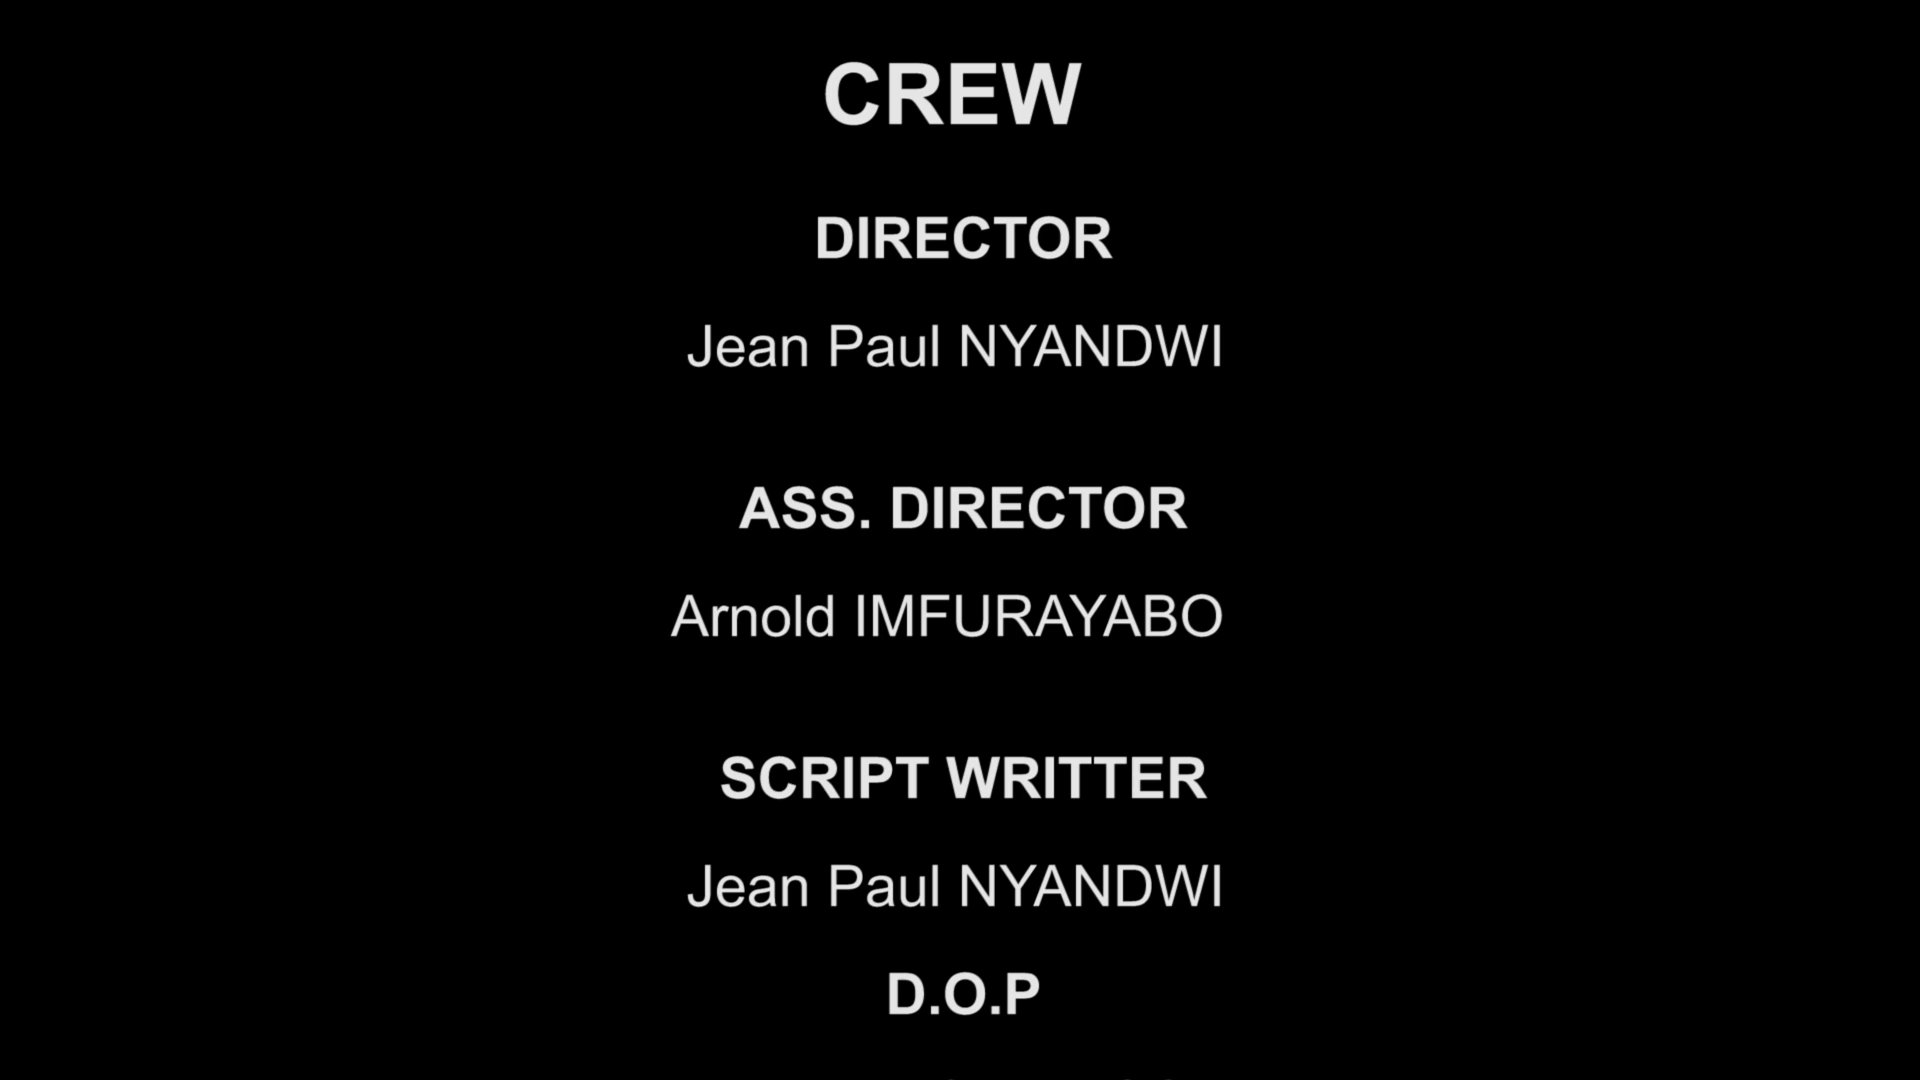 CREW
DIRECTOR
Jean Paul NYANDWI
ASS. DIRECTOR
Arnold IMFURAYABO
SCRIPT WRITTER
Jean Paul NYANDWI
D.O.P